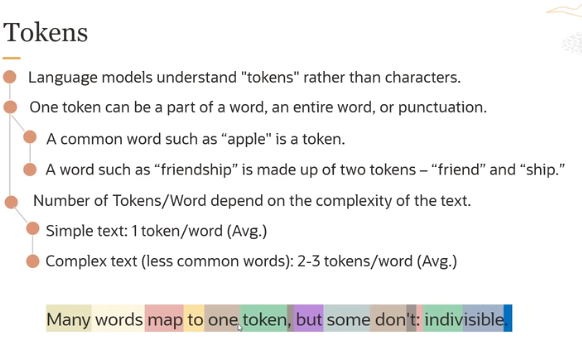 Tokens
Language models understand "tokens" rather than characters.
One token can be a part of a word, an entire word, or punctuation.
A common word such as “apple" is a token.
A word such as “friendship” is made up of two tokens – “friend” and “ship.”
Number of Tokens/Word depend on the complexity of the text.
Simple text: 1 token/word (Avg.)
Complex text (less common words): 2-3 tokens/word (Avg.)
Many words map to one token, but some don't: indivisible.